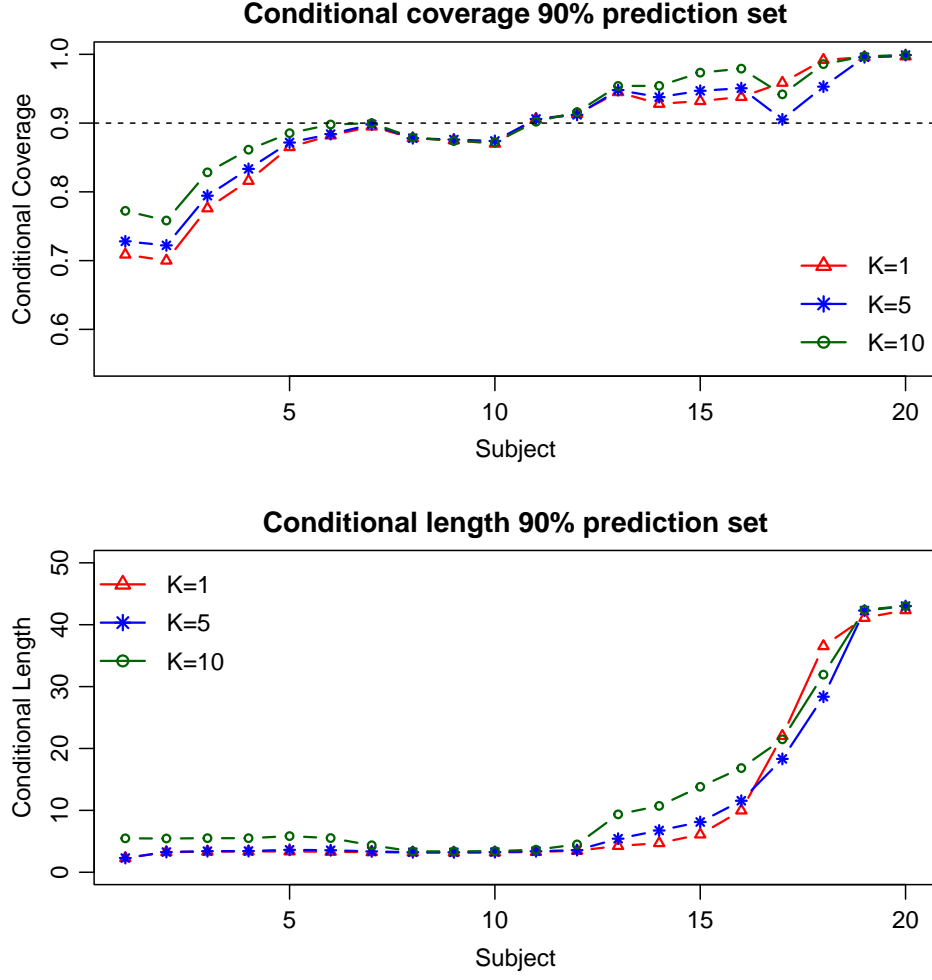 Conditional coverage 90% prediction set
Conditional Coverage
1.0
0.9
0.8
0.7
0.6
K=1
K=5
K=10
5
10
15
20
Subject
Conditional length 90% prediction set
Conditional Length
50
40
30
20
10
0
K=1
K=5
K=10
5
10
15
20
Subject